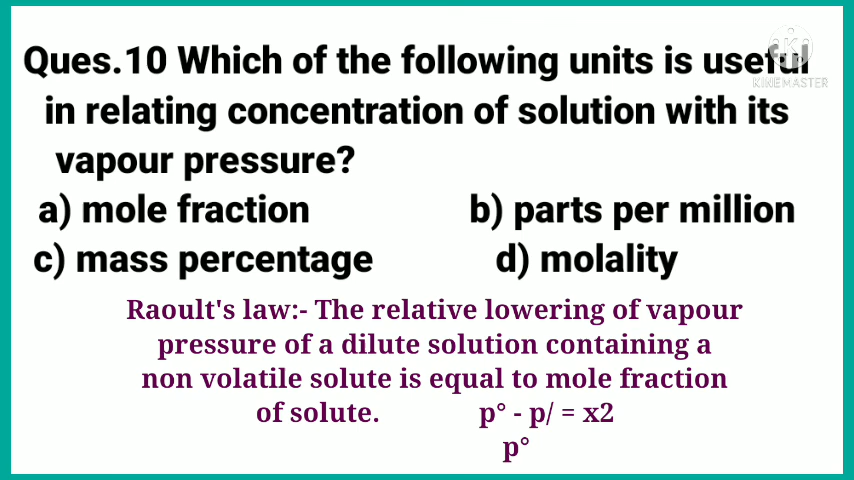 Ques.10 Which of the following units is useful
KINEMASTER
in relating concentration of solution with its
vapour pressure?
a) mole fraction b) parts per million
c) mass percentage d) molality
Raoult's law:- The relative lowering of vapour
pressure of a dilute solution containing a
non volatile solute is equal to mole fraction
of solute. p° - p/ = x2
p°